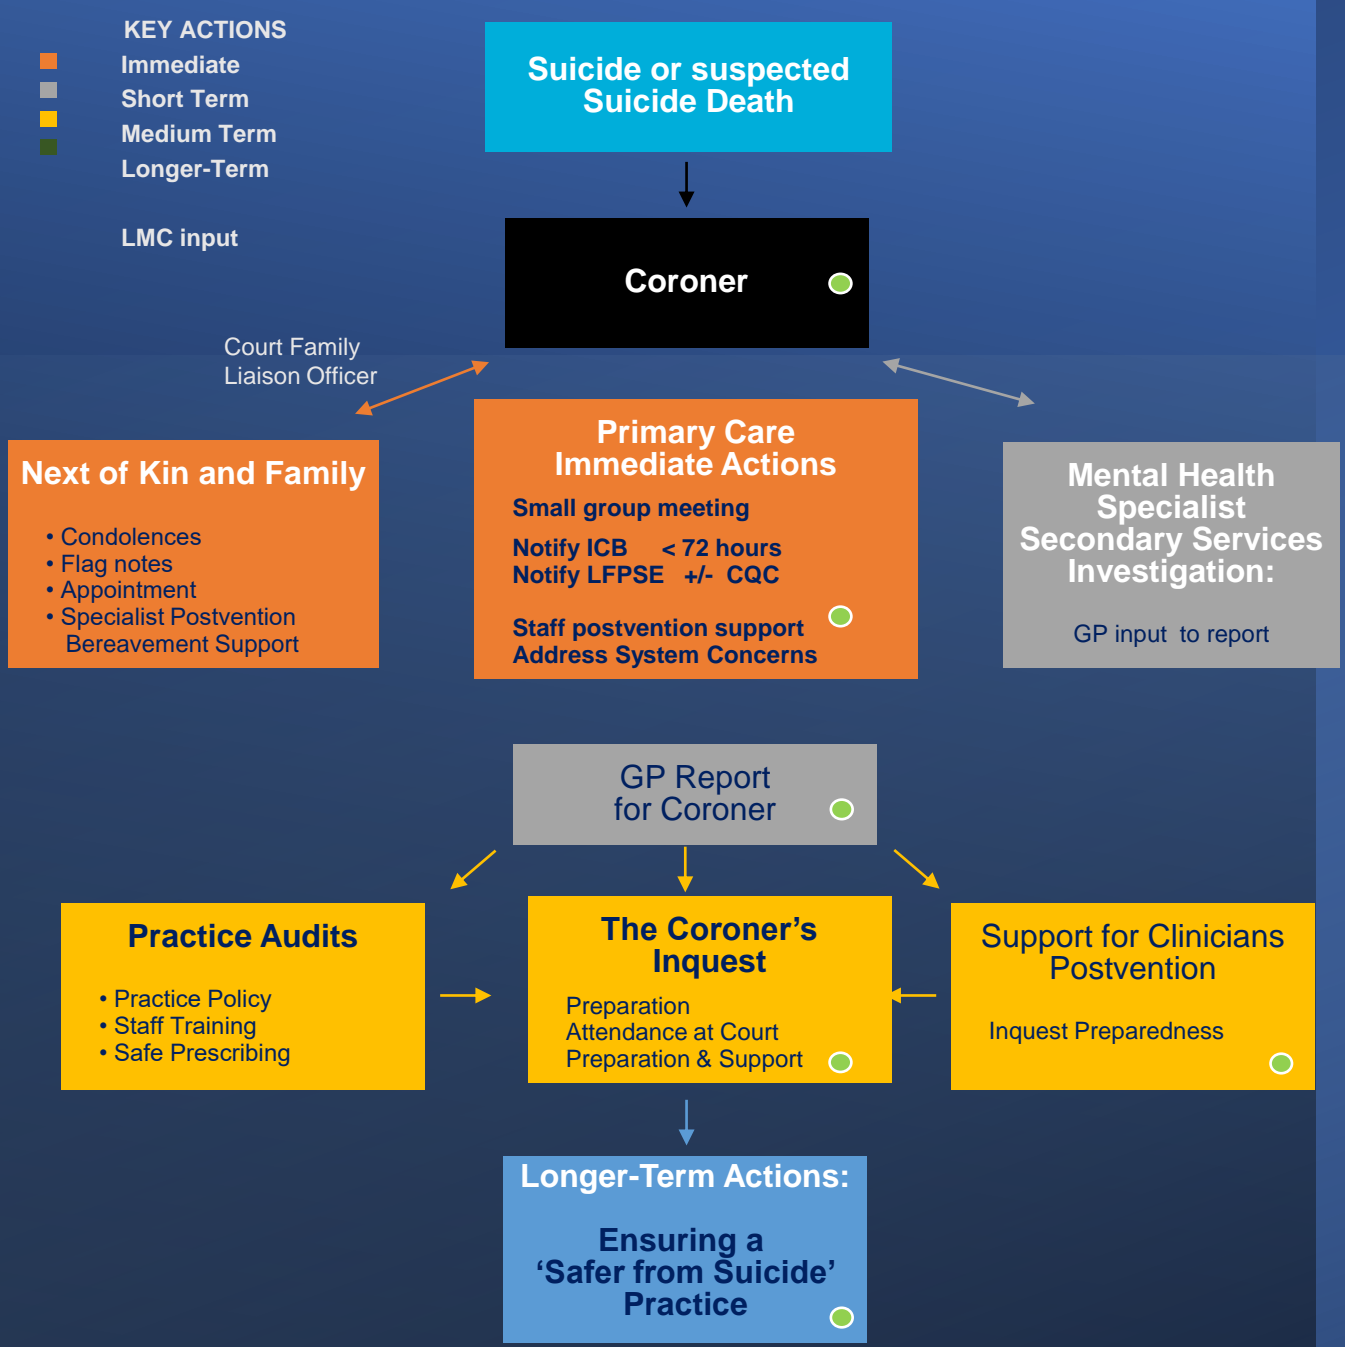 KEY ACTIONS
Immediate
Short Term
Medium Term
Longer-Term
LMC input
Suicide or suspected
Suicide Death
Coroner
Court Family
Liaison Officer
Next of Kin and Family
• Condolences
• Flag notes
• Appointment
• Specialist Postvention
Bereavement Support
Primary Care
Immediate Actions
Small group meeting
Notify ICB < 72 hours
Notify LFPSE +/- CQC
Staff postvention support
Address System Concerns
Mental Health
Specialist
Secondary Services
Investigation:
GP input to report
GP Report
for Coroner
Practice Audits
• Practice Policy
• Staff Training
• Safe Prescribing
The Coroner’s
Inquest
Preparation
Attendance at Court
Preparation & Support
Support for Clinicians
Postvention
Inquest Preparedness
Longer-Term Actions:
Ensuring a
‘Safer from Suicide’
Practice